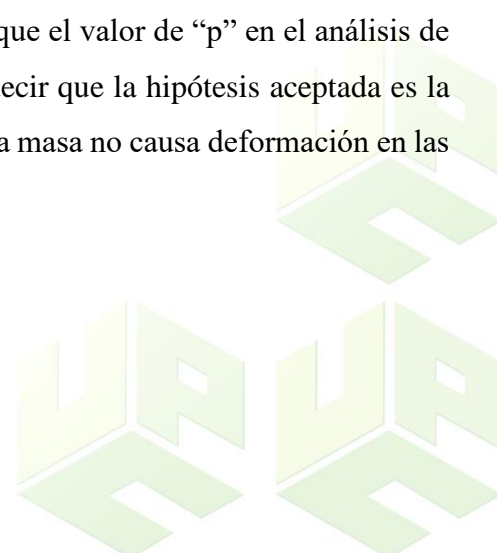 que el valor de “p” en el análisis de
decir que la hipótesis aceptada es la
a masa no causa deformación en las